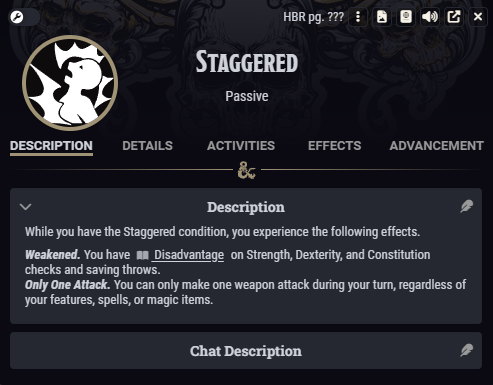 HBR pg. ???
STAGGERED
Passive
DESCRIPTION DETAILS ACTIVITIES EFFECTS ADVANCEMENT
&
Description
While you have the Staggered condition, you experience the following effects.
Weakened. You have Disadvantage on Strength, Dexterity, and Constitution
checks and saving throws.
Only One Attack. You can only make one weapon attack during your turn, regardless of
your features, spells, or magic items.
Chat Description